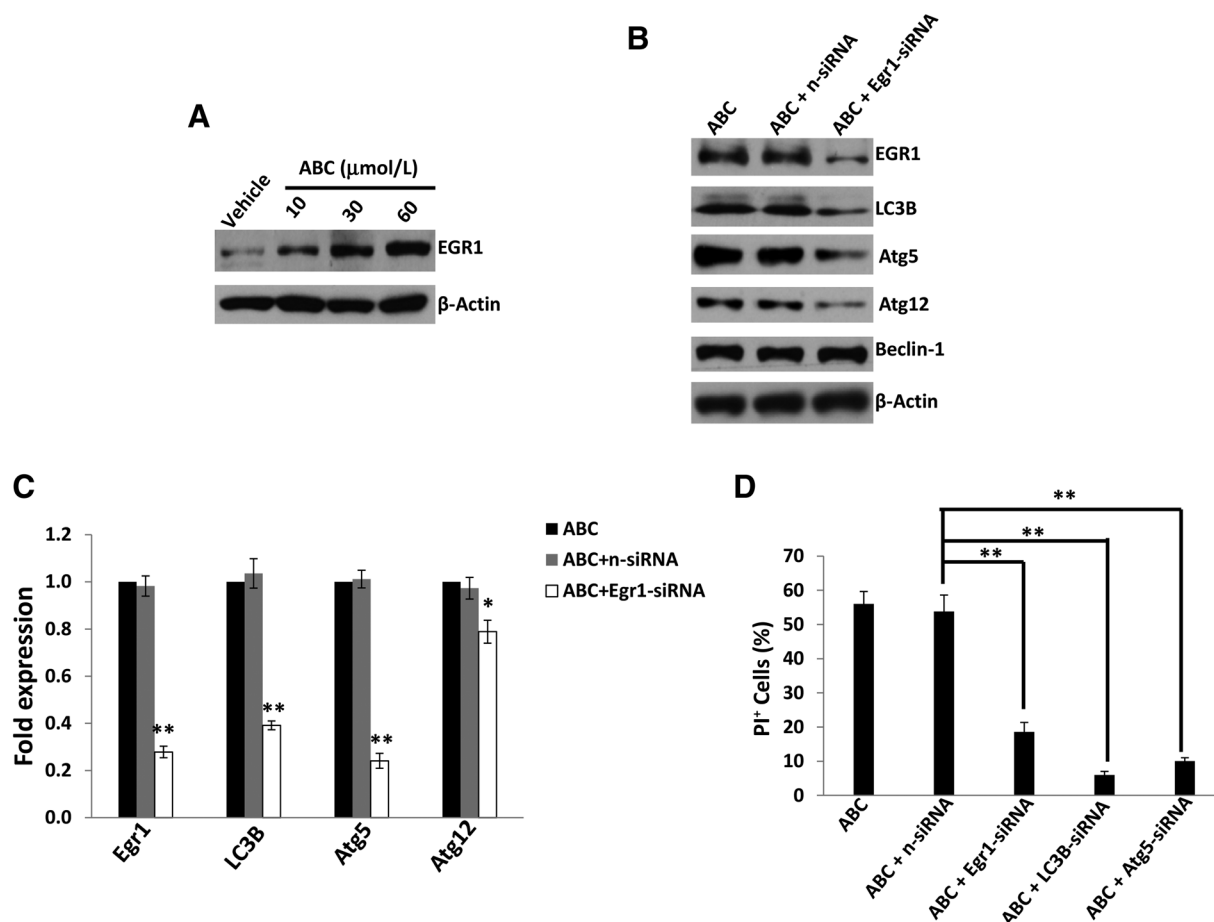 A
ABC (μmol/L)
Vehicle 10 30 60
EGR1
β-Actin
B
ABC
ABC + n-siRNA
ABC + Egr1-siRNA
EGR1
LC3B
Atg5
Atg12
Beclin-1
β-Actin
C
Fold expression
1.2
1.0
0.8
0.6
0.4
0.2
0.0
ABC
ABC+n-siRNA
ABC+Egr1-siRNA
**
**
**
*
Egr1
LC3B
Atg5
Atg12
D
PI⁺ Cells (%)
70
60
50
40
30
20
10
0
**
**
**
ABC
ABC + n-siRNA
ABC + Egr1-siRNA
ABC + LC3B-siRNA
ABC + Atg5-siRNA